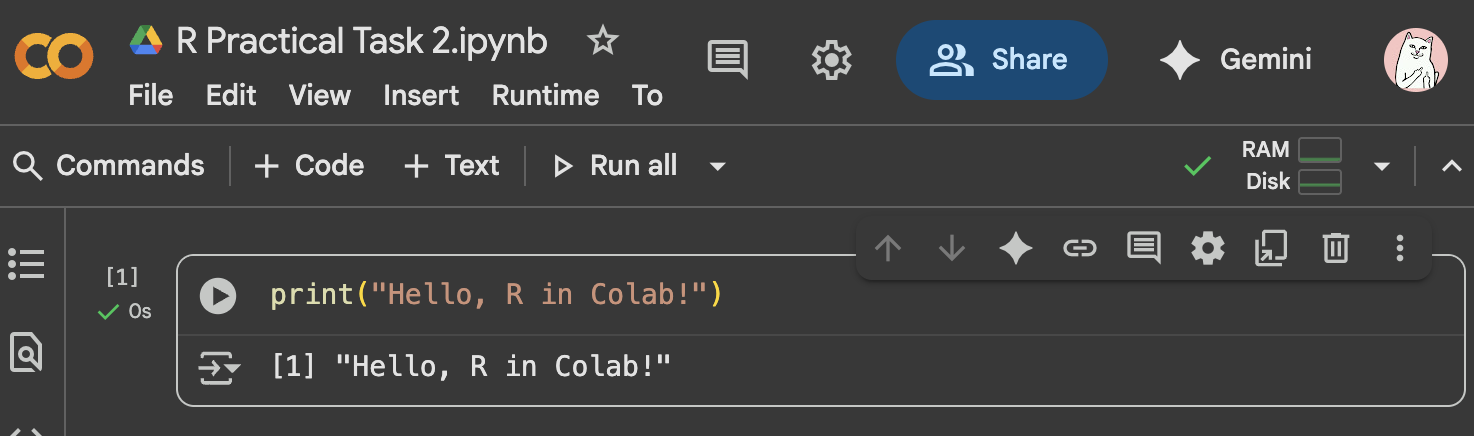 R Practical Task 2.ipynb
File Edit View Insert Runtime To
Share
Gemini
Commands + Code + Text Run all
RAM
Disk
[1]
0s
print("Hello, R in Colab!")
[1] "Hello, R in Colab!"